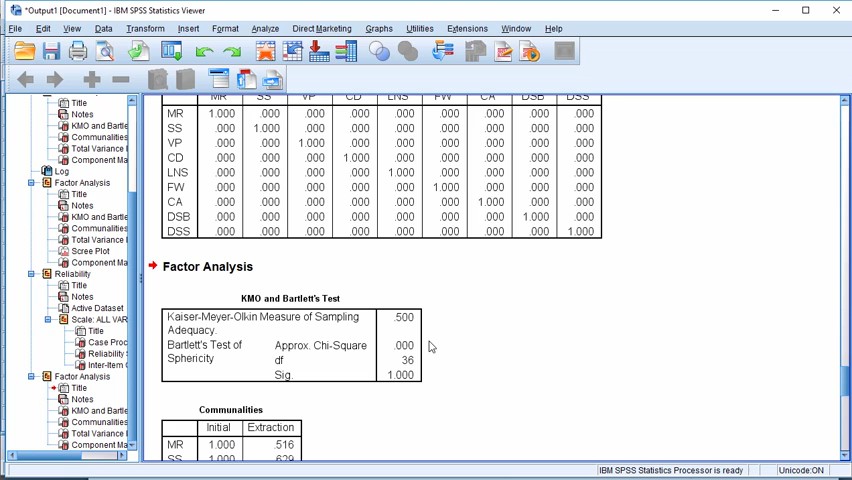 *Output1 [Document1] - IBM SPSS Statistics Viewer
File Edit View Data Transform Insert Format Analyze Direct Marketing Graphs Utilities Extensions Window Help
Title
Notes
KMO and Bartle
Communalities
Total Variance E
Component Ma
Log
Factor Analysis
Title
Notes
KMO and Bartle
Communalities
Total Variance E
Scree Plot
Component Ma
Reliability
Title
Notes
Active Dataset
Scale: ALL VAR
Title
Case Proc
Reliability
Inter-Item C
Factor Analysis
Title
Notes
KMO and Bartle
Communalities
Total Variance E
Component Ma
MR SS VP CD LNS FW CA DSB DSS
MR 1.000 .000 .000 .000 .000 .000 .000 .000 .000
SS .000 1.000 .000 .000 .000 .000 .000 .000 .000
VP .000 .000 1.000 .000 .000 .000 .000 .000 .000
CD .000 .000 .000 1.000 .000 .000 .000 .000 .000
LNS .000 .000 .000 .000 1.000 .000 .000 .000 .000
FW .000 .000 .000 .000 .000 1.000 .000 .000 .000
CA .000 .000 .000 .000 .000 .000 1.000 .000 .000
DSB .000 .000 .000 .000 .000 .000 .000 1.000 .000
DSS .000 .000 .000 .000 .000 .000 .000 .000 1.000
Factor Analysis
KMO and Bartlett's Test
Kaiser-Meyer-Olkin Measure of Sampling .500
Adequacy.
Bartlett's Test of Approx. Chi-Square .000
Sphericity df 36
Sig. 1.000
Communalities
Initial Extraction
MR 1.000 .516
SS 1.000 .629
IBM SPSS Statistics Processor is ready Unicode:ON